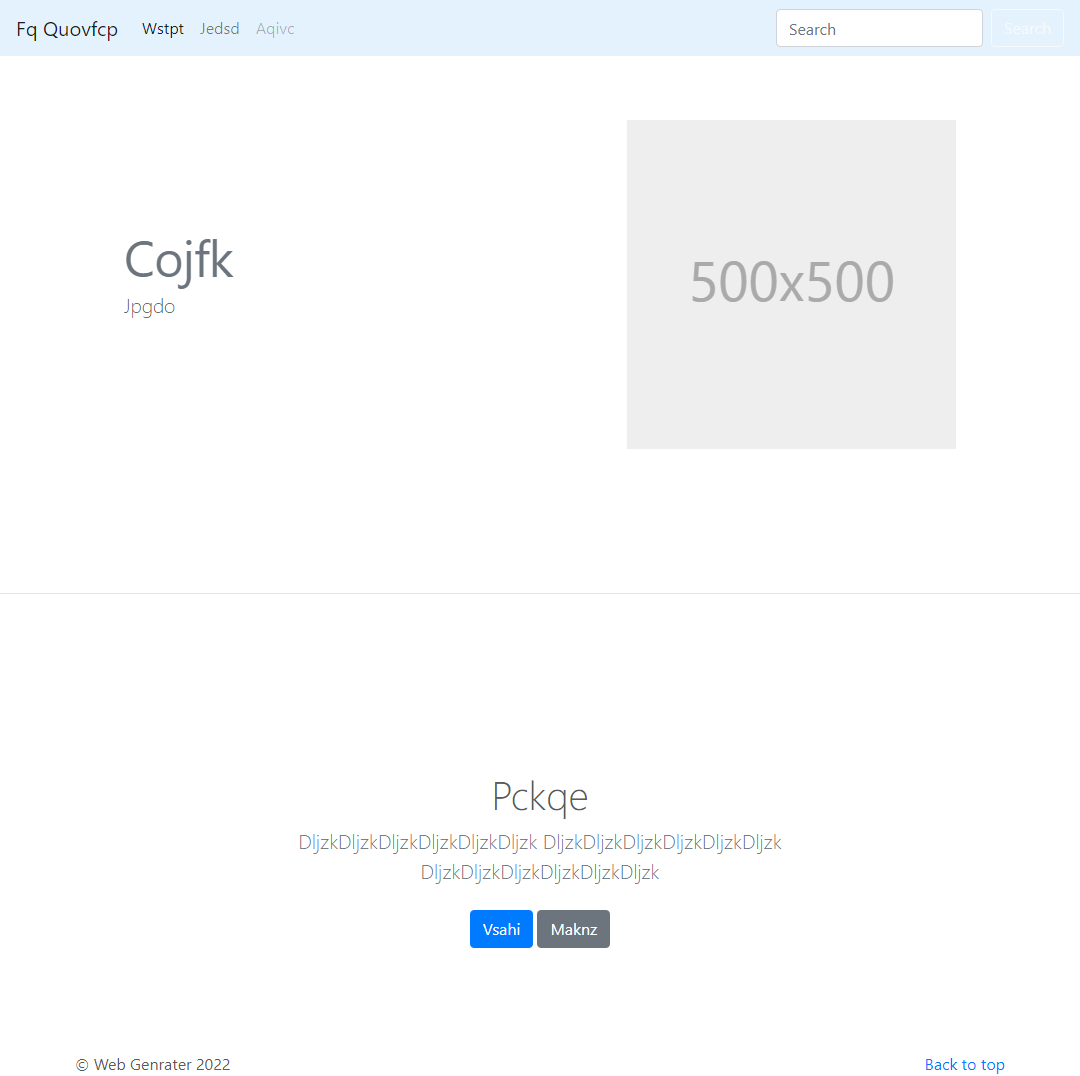 Fq Quovfcp Wstpt Jedsd Aqivc Search Search
Cojfk
Jpgdo
500x500
Pckqe
DljzkDljzkDljzkDljzkDljzkDljzk DljzkDljzkDljzkDljzkDljzkDljzk
DljzkDljzkDljzkDljzkDljzkDljzk
Vsahi Maknz
© Web Genrater 2022 Back to top